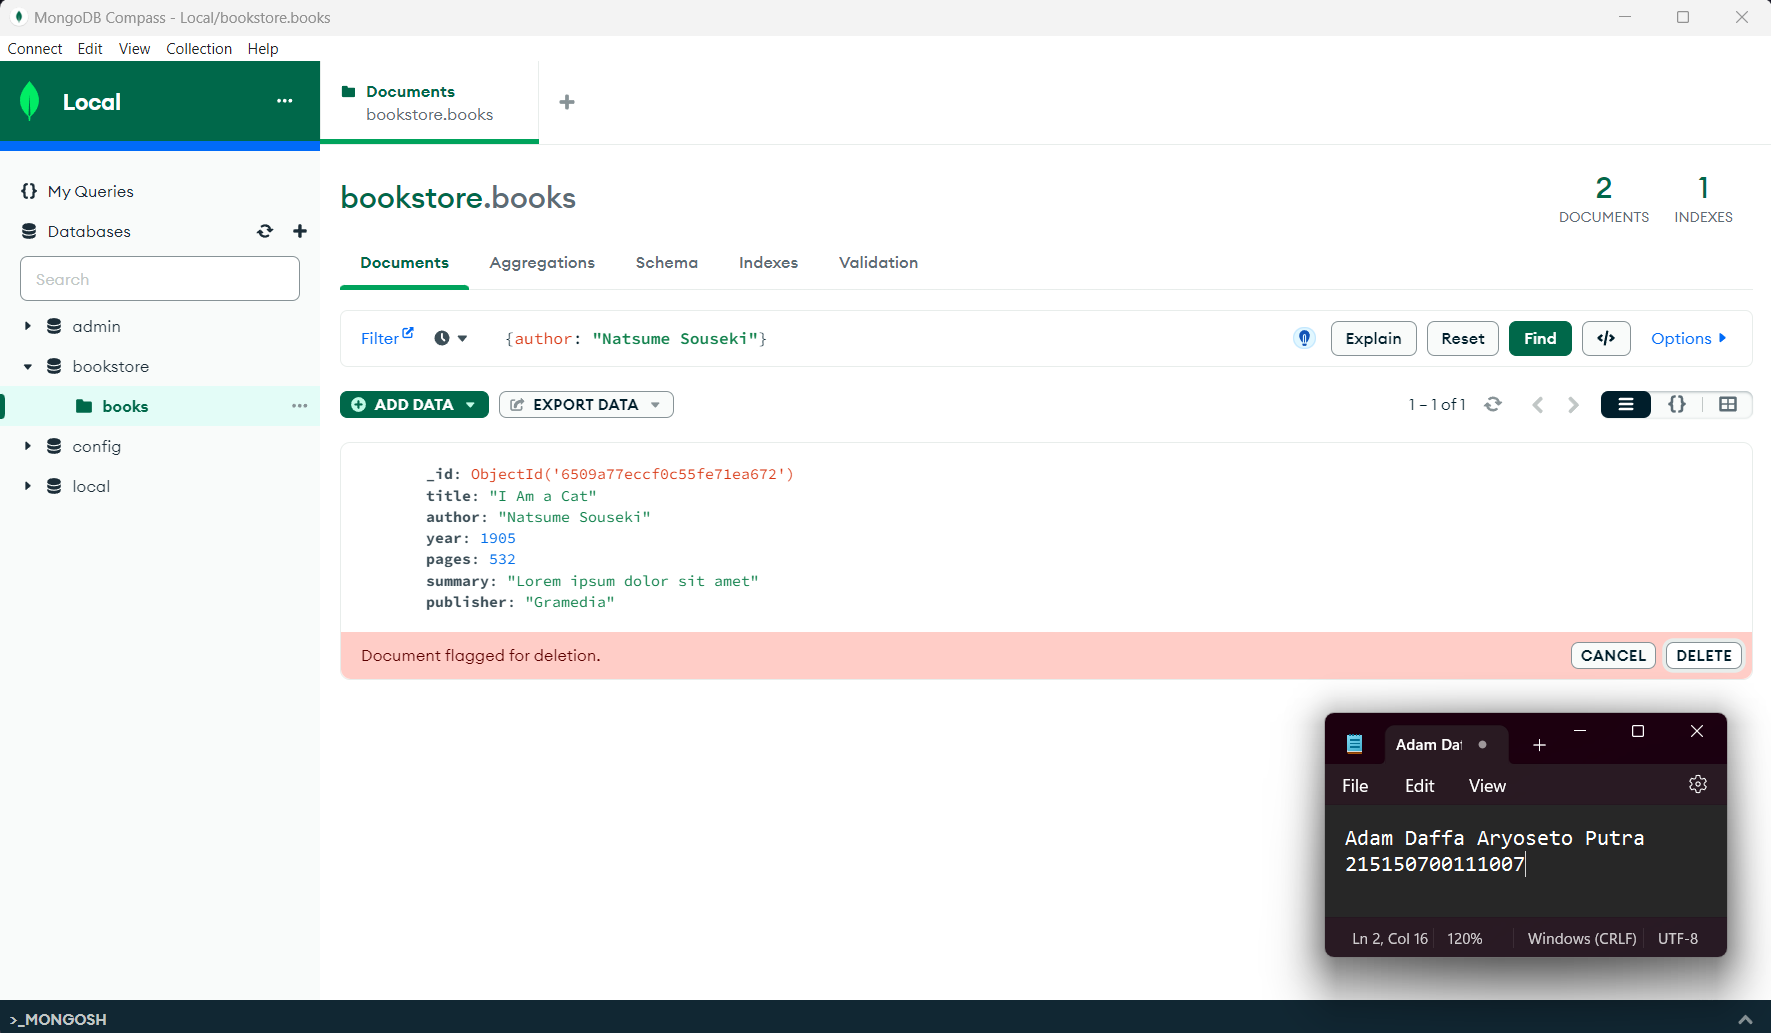 MongoDB Compass - Local/bookstore.books
Connect Edit View Collection Help
Local
Documents
bookstore.books
My Queries
Databases
Search
admin
bookstore
books
config
local
bookstore.books
2
DOCUMENTS
1
INDEXES
Documents Aggregations Schema Indexes Validation
Filter {author: "Natsume Souseki"} Explain Reset Find </> Options
ADD DATA EXPORT DATA 1 – 1 of 1 {}
_id: ObjectId('6509a77eccf0c55fe71ea672')
title: "I Am a Cat"
author: "Natsume Souseki"
year: 1905
pages: 532
summary: "Lorem ipsum dolor sit amet"
publisher: "Gramedia"
Document flagged for deletion. CANCEL DELETE
Adam Daf
File Edit View
Adam Daffa Aryoseto Putra
215150700111007
Ln 2, Col 16 120% Windows (CRLF) UTF-8
>_MONGOSH